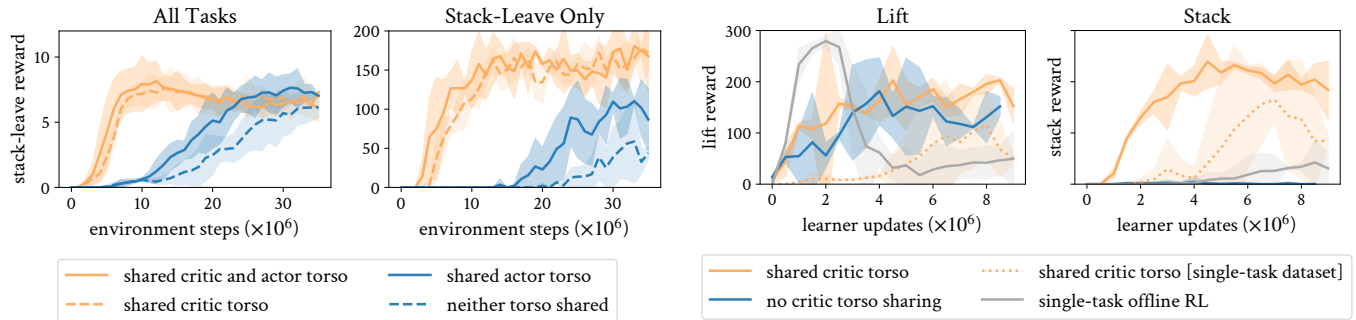 All Tasks
stack-leave reward
10
5
0
0 10 20 30
environment steps (×10⁶)
Stack-Leave Only
200
150
100
50
0
0 10 20 30
environment steps (×10⁶)
shared critic and actor torso
shared critic torso
shared actor torso
neither torso shared
Lift
lift reward
300
200
100
0
0 2 4 6 8
learner updates (×10⁶)
Stack
stack reward
0 2 4 6 8
learner updates (×10⁶)
shared critic torso
no critic torso sharing
shared critic torso [single-task dataset]
single-task offline RL